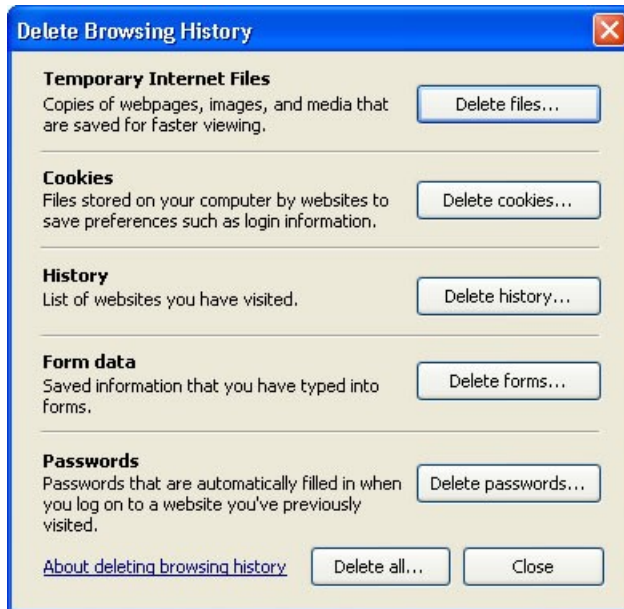 Delete Browsing History
Temporary Internet Files
Copies of webpages, images, and media that
are saved for faster viewing.
Delete files...
Cookies
Files stored on your computer by websites to
save preferences such as login information.
Delete cookies...
History
List of websites you have visited.
Delete history...
Form data
Saved information that you have typed into
forms.
Delete forms...
Passwords
Passwords that are automatically filled in when
you log on to a website you've previously
visited.
Delete passwords...
About deleting browsing history
Delete all...
Close